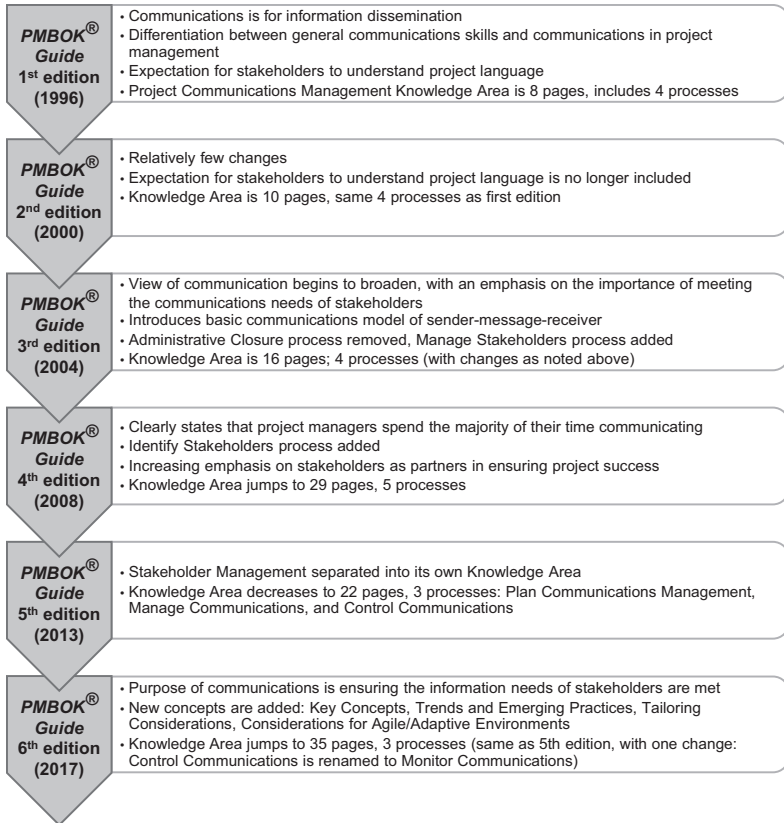 PMBOK®
Guide
1st edition
(1996)
• Communications is for information dissemination
• Differentiation between general communications skills and communications in project
management
• Expectation for stakeholders to understand project language
• Project Communications Management Knowledge Area is 8 pages, includes 4 processes
PMBOK®
Guide
2nd edition
(2000)
• Relatively few changes
• Expectation for stakeholders to understand project language is no longer included
• Knowledge Area is 10 pages, same 4 processes as first edition
PMBOK®
Guide
3rd edition
(2004)
• View of communication begins to broaden, with an emphasis on the importance of meeting
the communications needs of stakeholders
• Introduces basic communications model of sender-message-receiver
• Administrative Closure process removed, Manage Stakeholders process added
• Knowledge Area is 16 pages; 4 processes (with changes as noted above)
PMBOK®
Guide
4th edition
(2008)
• Clearly states that project managers spend the majority of their time communicating
• Identify Stakeholders process added
• Increasing emphasis on stakeholders as partners in ensuring project success
• Knowledge Area jumps to 29 pages, 5 processes
PMBOK®
Guide
5th edition
(2013)
• Stakeholder Management separated into its own Knowledge Area
• Knowledge Area decreases to 22 pages, 3 processes: Plan Communications Management,
Manage Communications, and Control Communications
PMBOK®
Guide
6th edition
(2017)
• Purpose of communications is ensuring the information needs of stakeholders are met
• New concepts are added: Key Concepts, Trends and Emerging Practices, Tailoring
Considerations, Considerations for Agile/Adaptive Environments
• Knowledge Area jumps to 35 pages, 3 processes (same as 5th edition, with one change:
Control Communications is renamed to Monitor Communications)